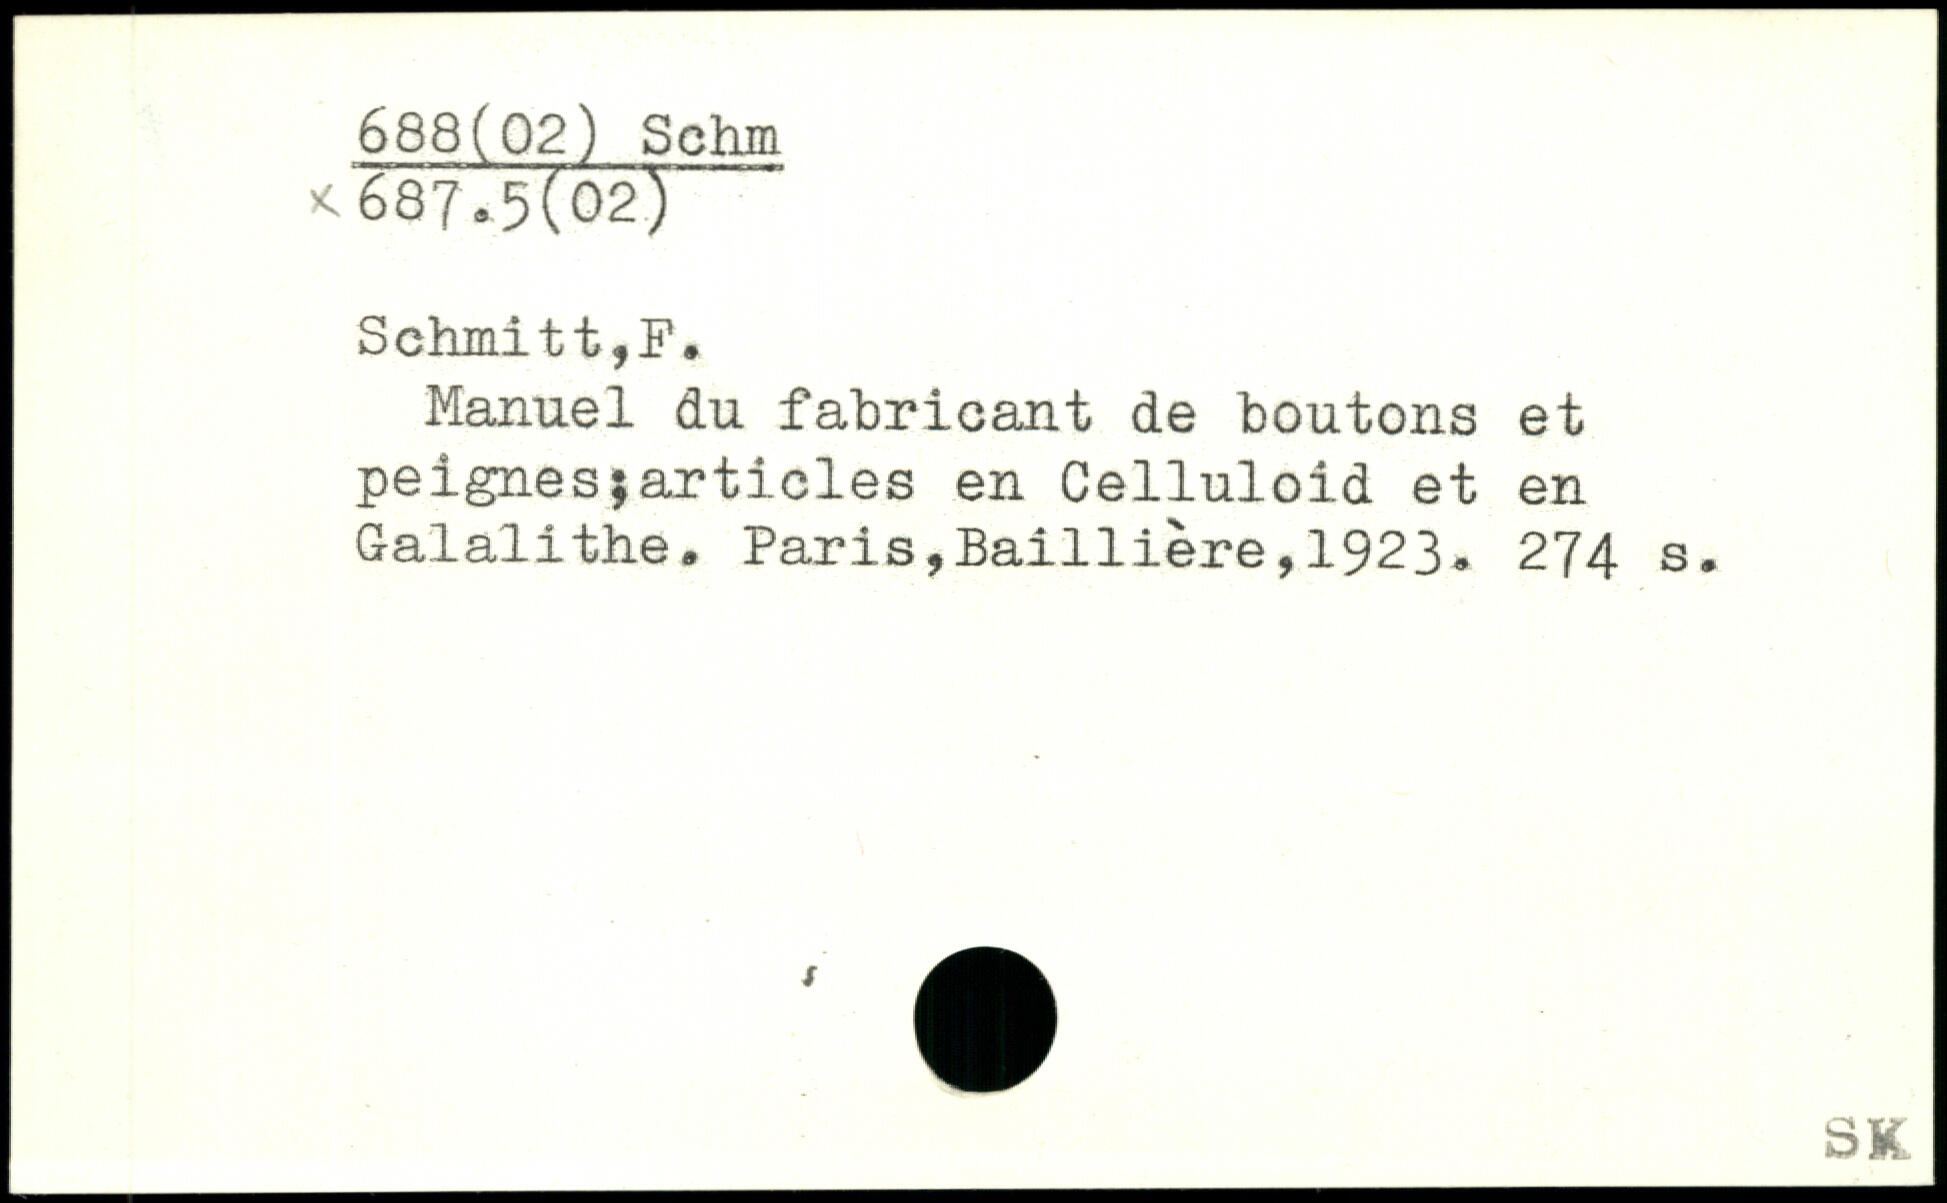 688(02) Schm
x 687.5(02)
Schmitt,F.
Manuel du fabricant de boutons et
peignes;articles en Celluloid et en
Galalithe. Paris,Baillière,1923. 274 s.
s
SK